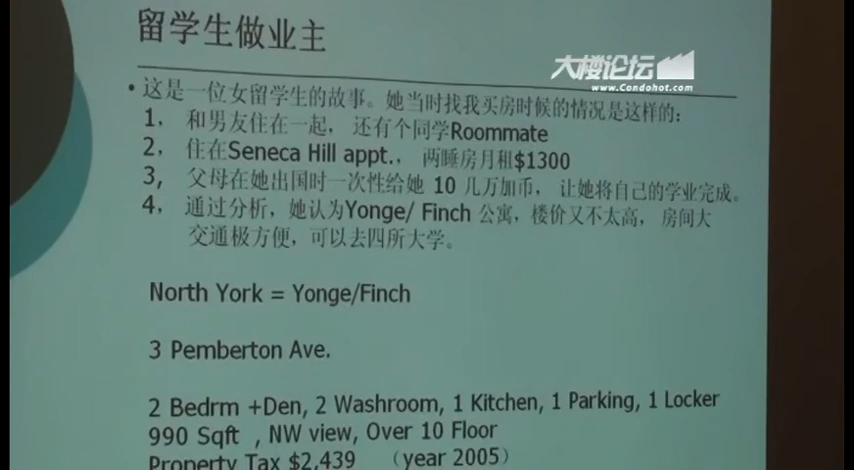 留学生做业主
大楼论坛
www.Condohot.com
• 这是一位女留学生的故事。她当时找我买房时候的情况是这样的:
1, 和男友住在一起, 还有个同学Roommate
2, 住在Seneca Hill appt., 两睡房月租$1300
3, 父母在她出国时一次性给她 10 几万加币, 让她将自己的学业完成。
4, 通过分析, 她认为Yonge/ Finch 公寓, 楼价又不太高, 房间大
交通极方便, 可以去四所大学。
North York = Yonge/Finch
3 Pemberton Ave.
2 Bedrm +Den, 2 Washroom, 1 Kitchen, 1 Parking, 1 Locker
990 Sqft , NW view, Over 10 Floor
Property Tax $2,439 (year 2005)